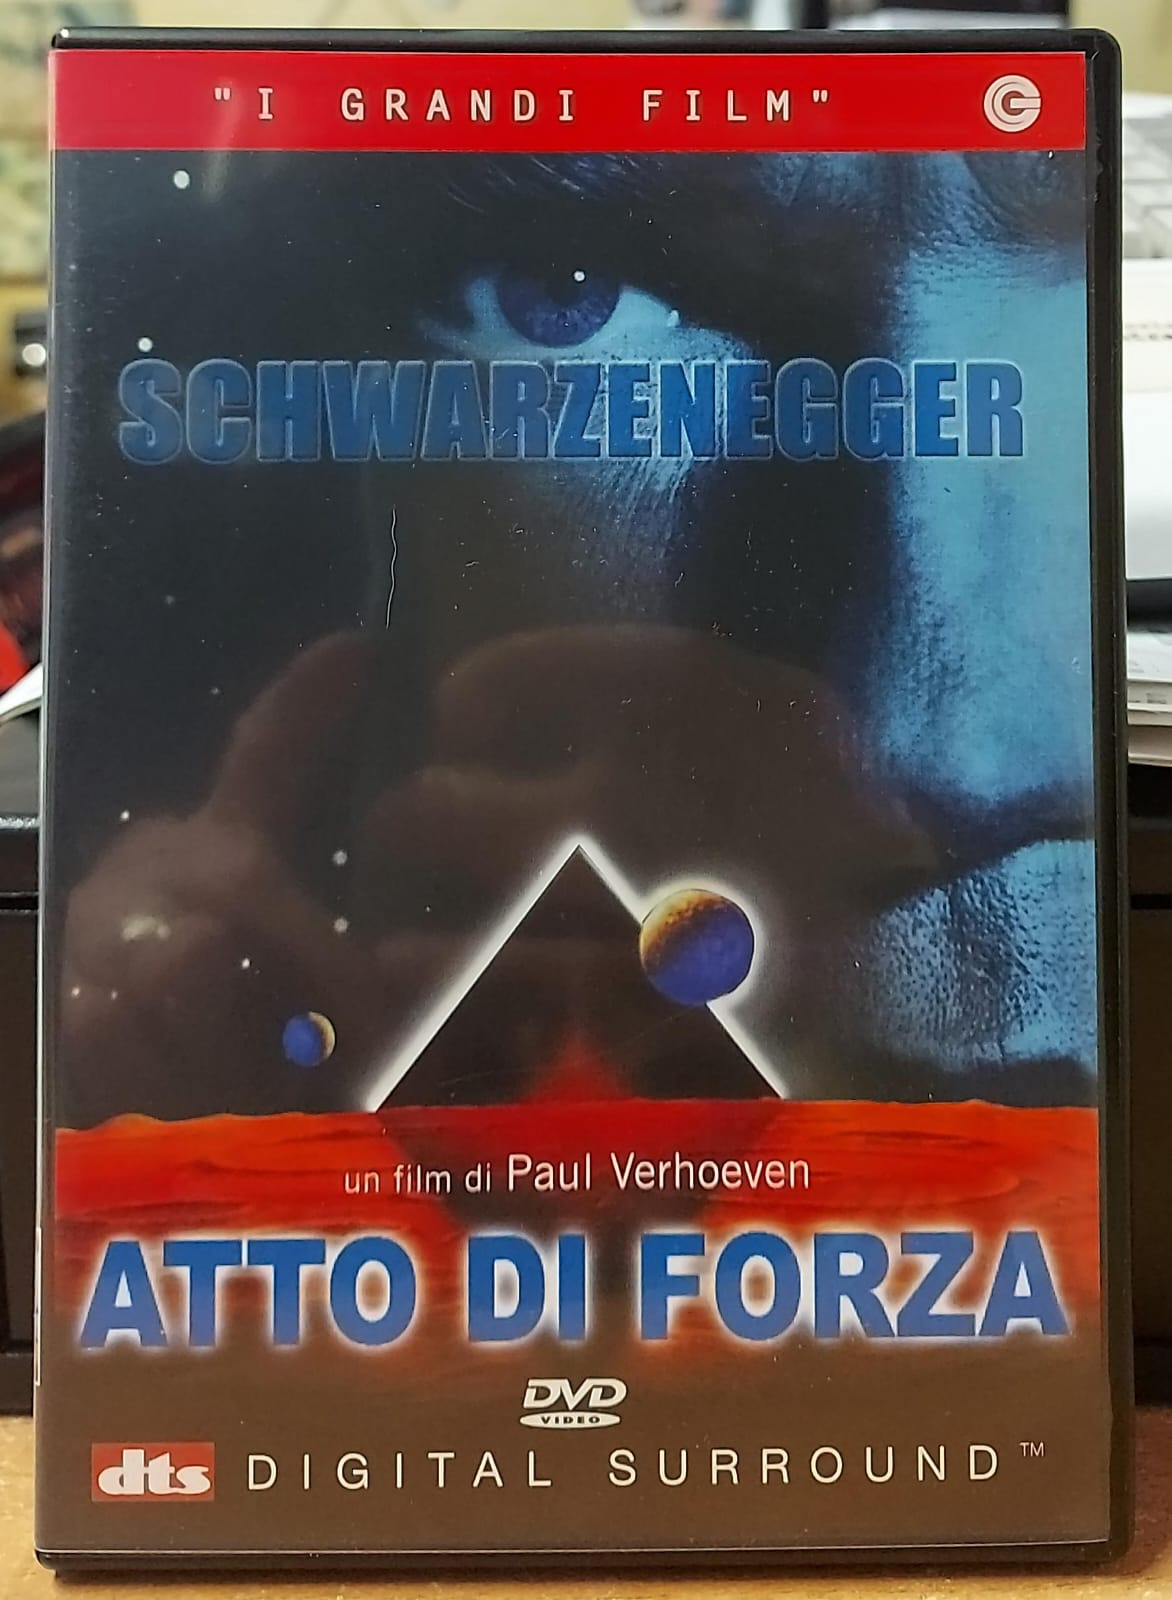 "I GRANDI FILM"
SCHWARZENEGGER
un film di Paul Verhoeven
ATTO DI FORZA
DVD
VIDEO
dts DIGITAL SURROUND™